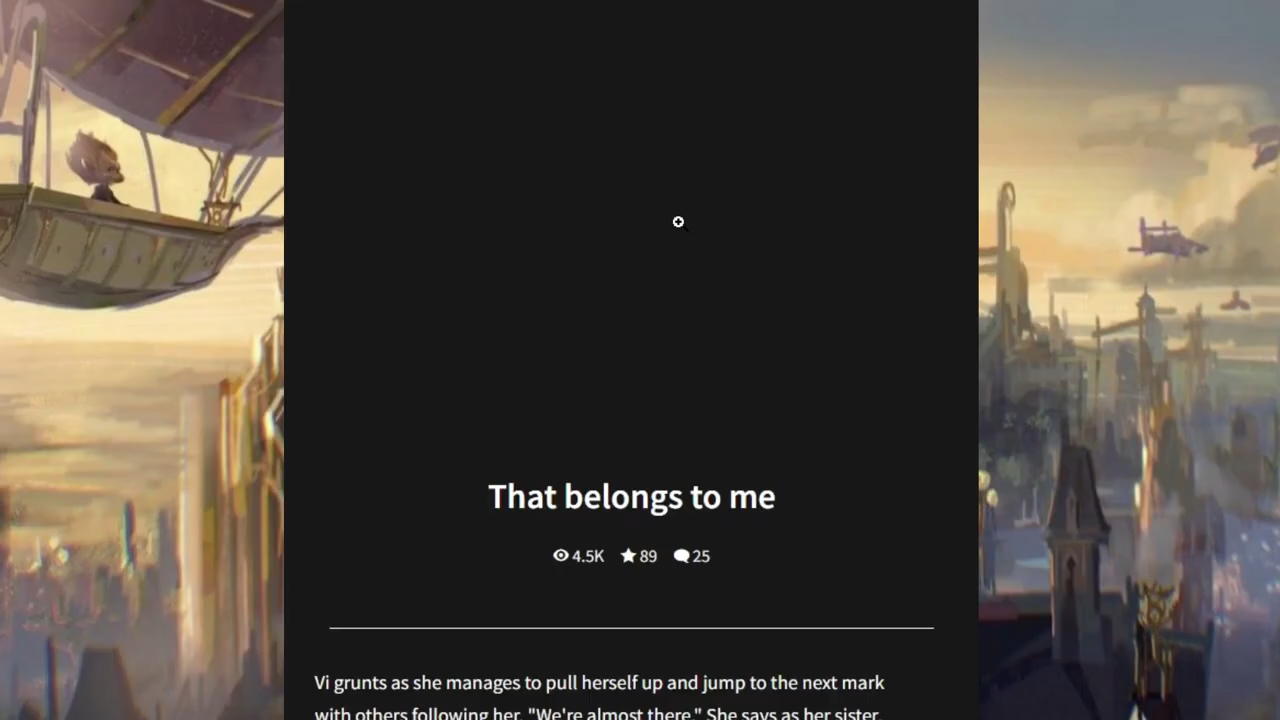 That belongs to me
4.5K 89 25
Vi grunts as she manages to pull herself up and jump to the next mark
with others following her. "We're almost there." She says as her sister,